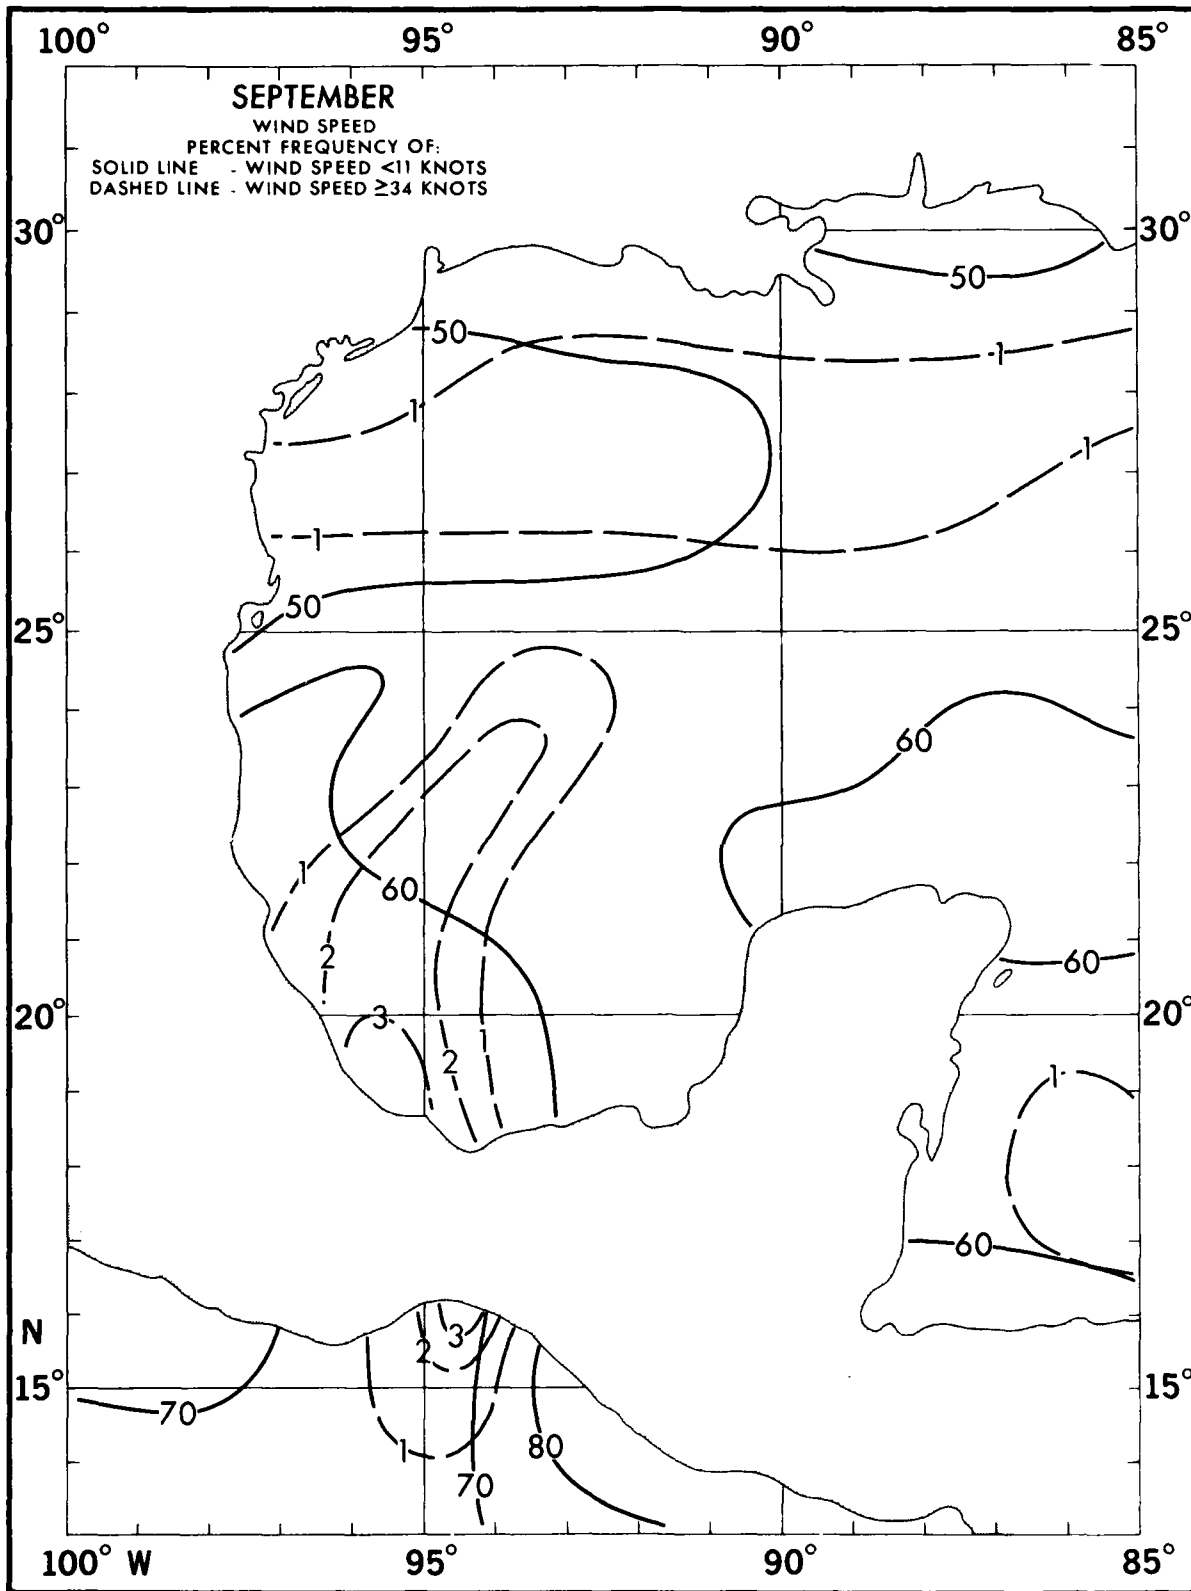 100° 95° 90° 85°
SEPTEMBER
WIND SPEED
PERCENT FREQUENCY OF:
SOLID LINE - WIND SPEED <11 KNOTS
DASHED LINE - WIND SPEED ≥34 KNOTS
30° 30°
50
50
1
1
1
1
50
25° 25°
60
1
60
2
60
20° 3 20°
1
2
1
60
N
3
2
15° 15°
70
1
80
70
100° W 95° 90° 85°